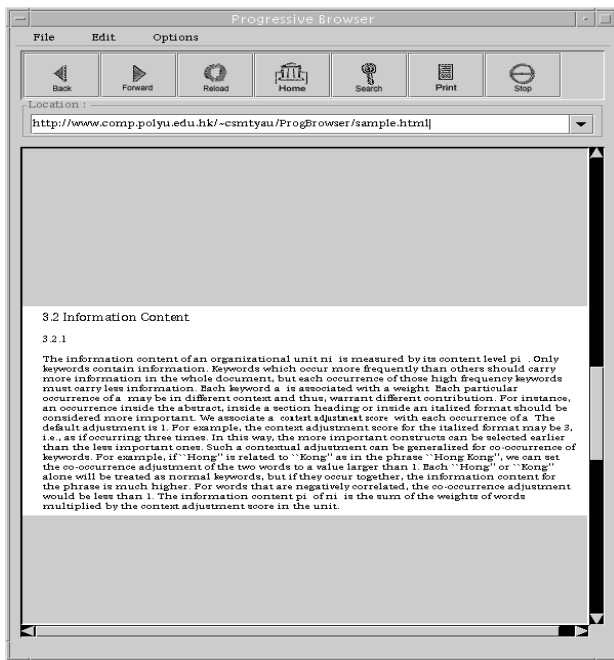 Progressive Browser
File Edit Options
Back Forward Reload Home Search Print Stop
Location :
http://www.comp.polyu.edu.hk/~csmtyau/ProgBrowser/sample.html
3.2 Information Content
3.2.1
The information content of an organizational unit ni is measured by its content level pi . Only
keywords contain information. Keywords which occur more frequently than others should carry
more information in the whole document, but each occurrence of those high frequency keywords
must carry less information. Each keyword a is associated with a weight Each particular
occurrence of a may be in different context and thus, warrant different contribution. For instance,
an occurrence inside the abstract, inside a section heading or inside an italized format should be
considered more important. We associate a context adjustment score with each occurrence of a The
default adjustment is 1. For example, the context adjustment score for the italized format may be 3,
i.e., as if occurring three times. In this way, the more important constructs can be selected earlier
than the less important ones. Such a contextual adjustment can be generalized for co-occurrence of
keywords. For example, if ``Hong'' is related to ``Kong'' as in the phrase ``Hong Kong'', we can set
the co-occurrence adjustment of the two words to a value larger than 1. Each ``Hong'' or ``Kong''
alone will be treated as normal keywords, but if they occur together, the information content for
the phrase is much higher. For words that are negatively correlated, the co-occurrence adjustment
would be less than 1. The information content pi of ni is the sum of the weights of words
multiplied by the context adjustment score in the unit.